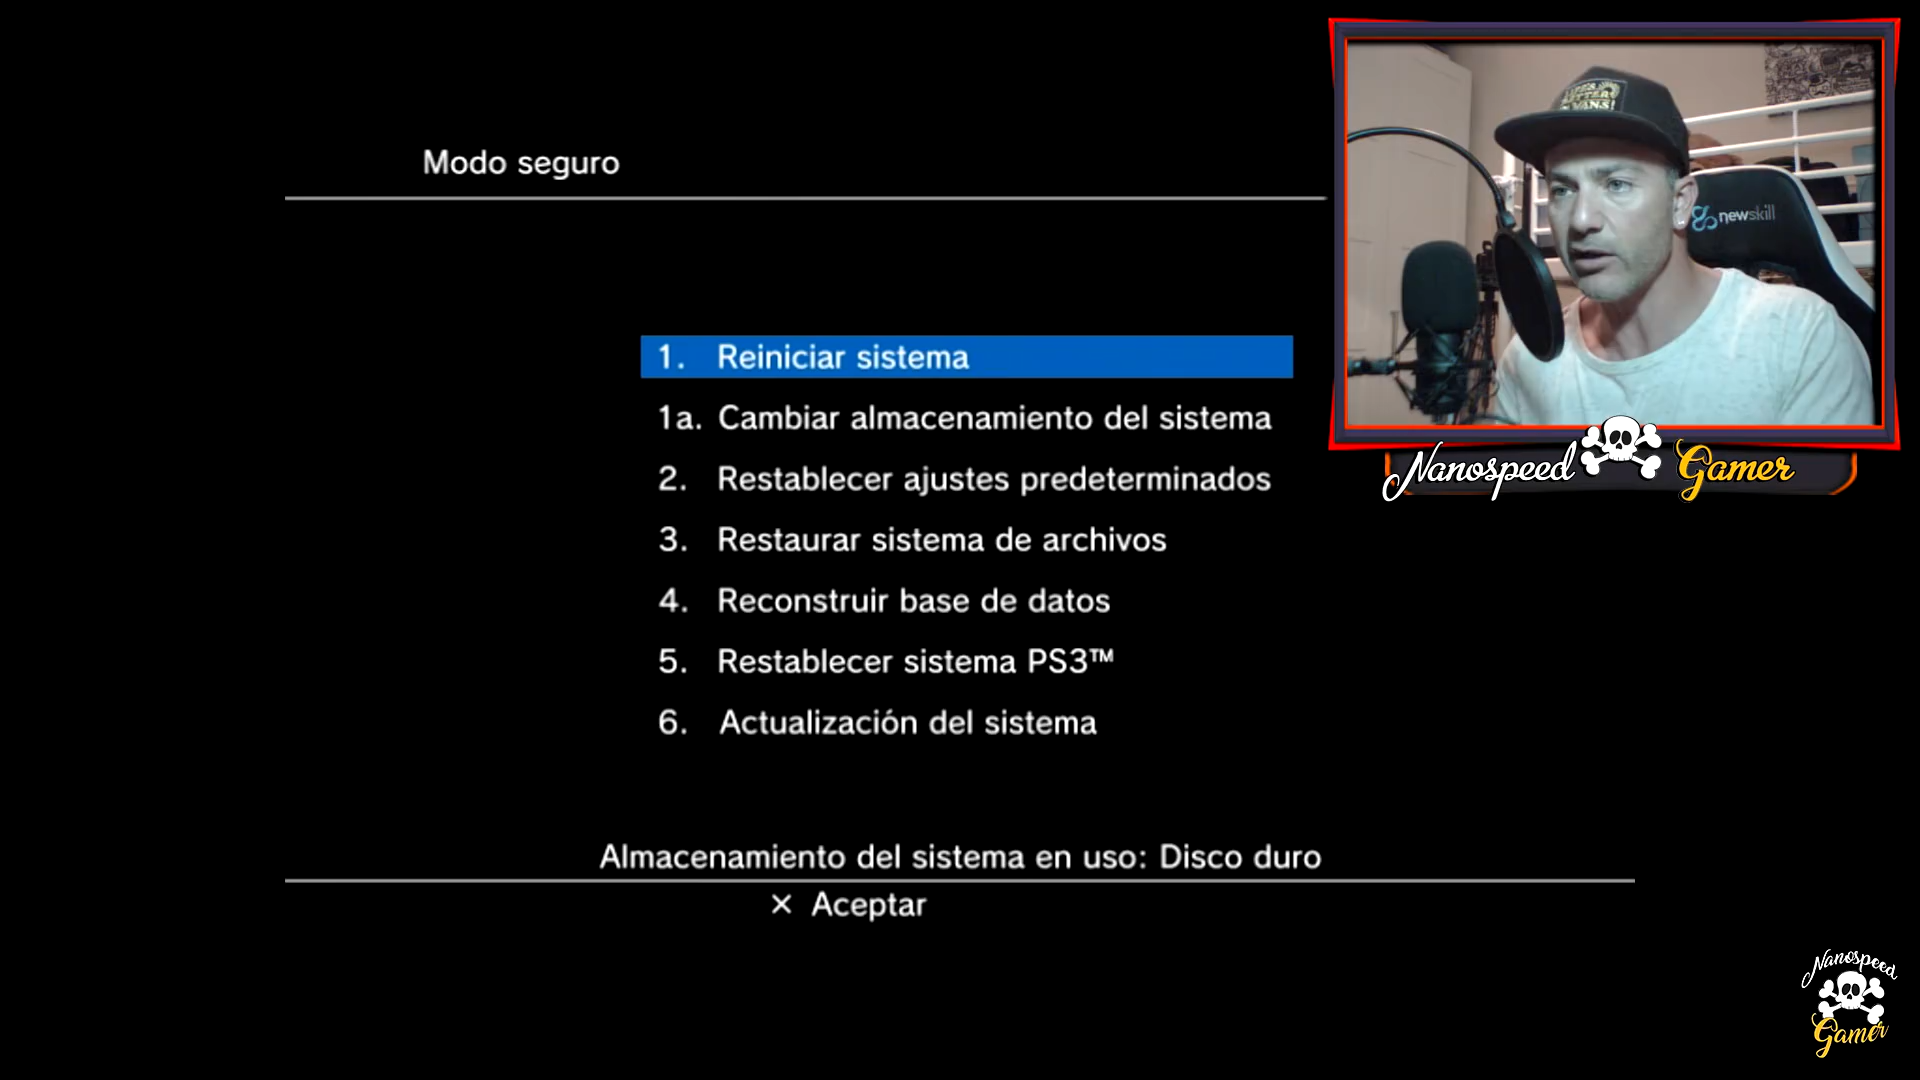 Modo seguro
1. Reiniciar sistema
1a. Cambiar almacenamiento del sistema
2. Restablecer ajustes predeterminados
3. Restaurar sistema de archivos
4. Reconstruir base de datos
5. Restablecer sistema PS3™
6. Actualización del sistema
Almacenamiento del sistema en uso: Disco duro
✕ Aceptar
VANS!
newskill
Nanospeed Gamer
Nanospeed
Gamer